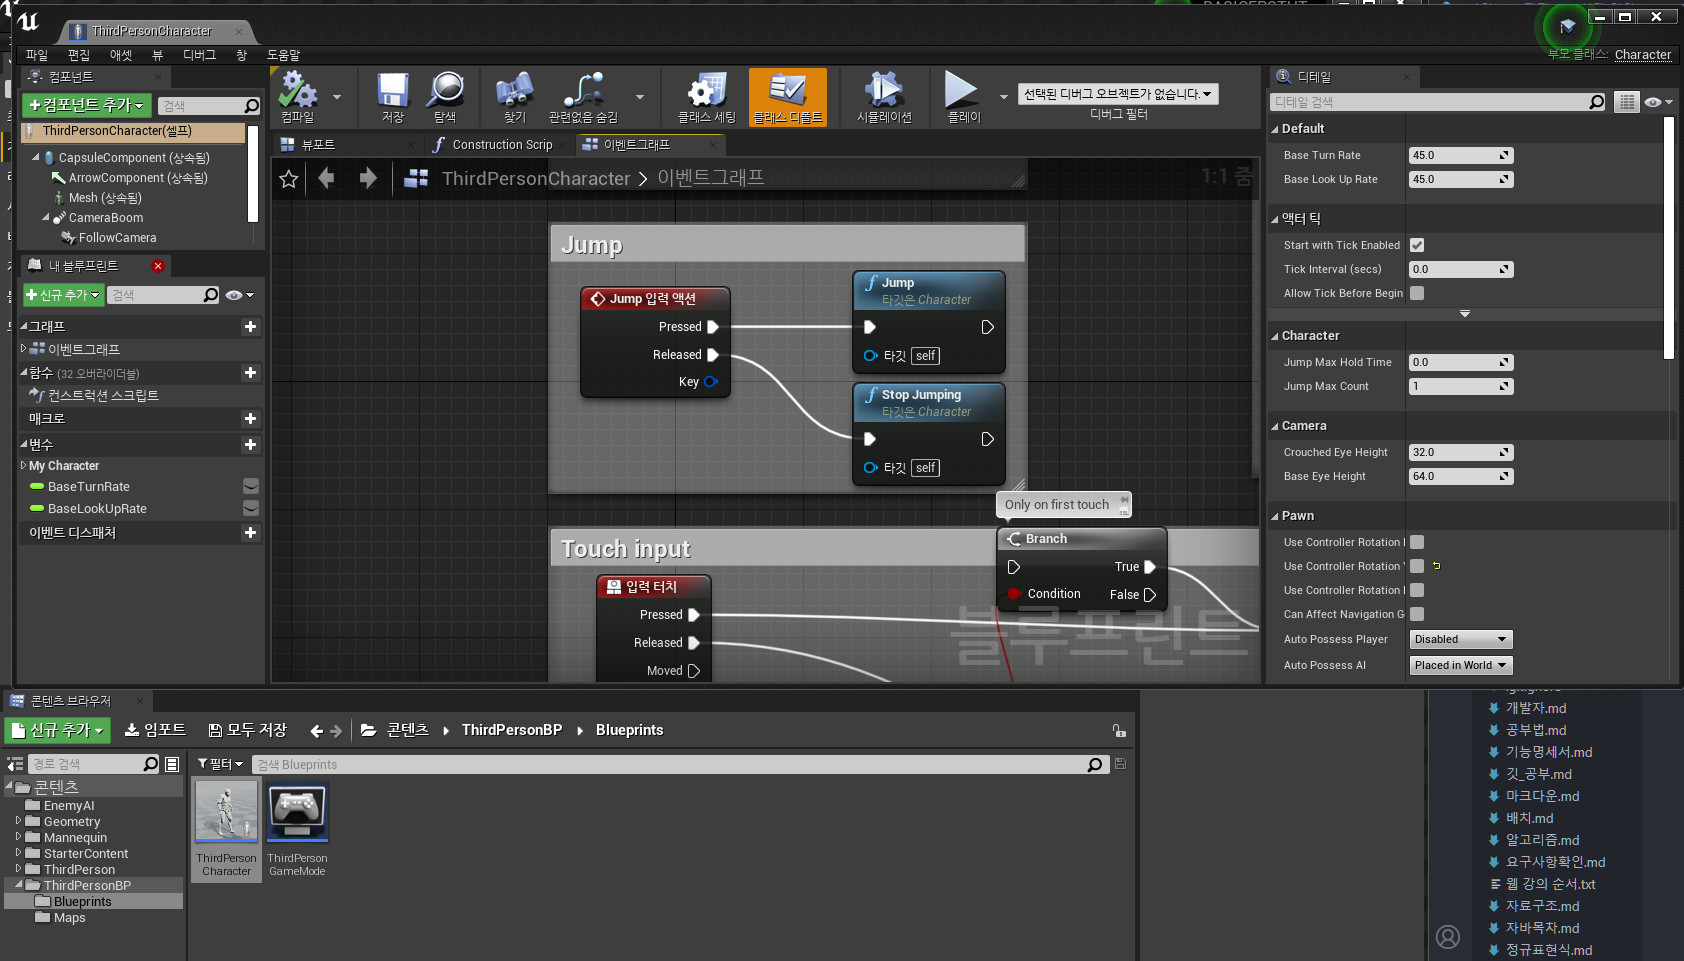 ThirdPersonCharacter
파일 편집 애셋 뷰 디버그 창 도움말
부모 클래스: Character
컴포넌트
+컴포넌트 추가
검색
ThirdPersonCharacter(셀프)
CapsuleComponent (상속됨)
ArrowComponent (상속됨)
Mesh (상속됨)
CameraBoom
FollowCamera
내 블루프린트
+신규 추가
검색
그래프
이벤트그래프
함수 (32 오버라이더블)
컨스트럭션 스크립트
매크로
변수
My Character
BaseTurnRate
BaseLookUpRate
이벤트 디스패처
컴파일
저장
탐색
찾기
관련없음 숨김
클래스 세팅
클래스 디폴트
시뮬레이션
플레이
선택된 디버그 오브젝트가 없습니다.
디버그 필터
뷰포트
Construction Scrip
이벤트그래프
ThirdPersonCharacter > 이벤트그래프
1:1 줌
Jump
Jump 입력 액션
Pressed
Released
Key
Jump
타깃은 Character
타깃 self
Stop Jumping
타깃은 Character
타깃 self
Only on first touch
Touch input
입력 터치
Pressed
Released
Moved
Branch
True
Condition
False
블루프린트
디테일
디테일 검색
Default
Base Turn Rate 45.0
Base Look Up Rate 45.0
액터 틱
Start with Tick Enabled
Tick Interval (secs) 0.0
Allow Tick Before Begin
Character
Jump Max Hold Time 0.0
Jump Max Count 1
Camera
Crouched Eye Height 32.0
Base Eye Height 64.0
Pawn
Use Controller Rotation
Use Controller Rotation
Use Controller Rotation
Can Affect Navigation G
Auto Possess Player Disabled
Auto Possess AI Placed in World
콘텐츠 브라우저
신규 추가
임포트
모두 저장
콘텐츠 ThirdPersonBP Blueprints
경로 검색
필터
검색 Blueprints
콘텐츠
EnemyAI
Geometry
Mannequin
StarterContent
ThirdPerson
ThirdPersonBP
Blueprints
Maps
ThirdPerson
Character
ThirdPerson
GameMode
개발자.md
공부법.md
기능명세서.md
깃_공부.md
마크다운.md
배치.md
알고리즘.md
요구사항확인.md
웹 강의 순서.txt
자료구조.md
자바목차.md
정규표현식.md